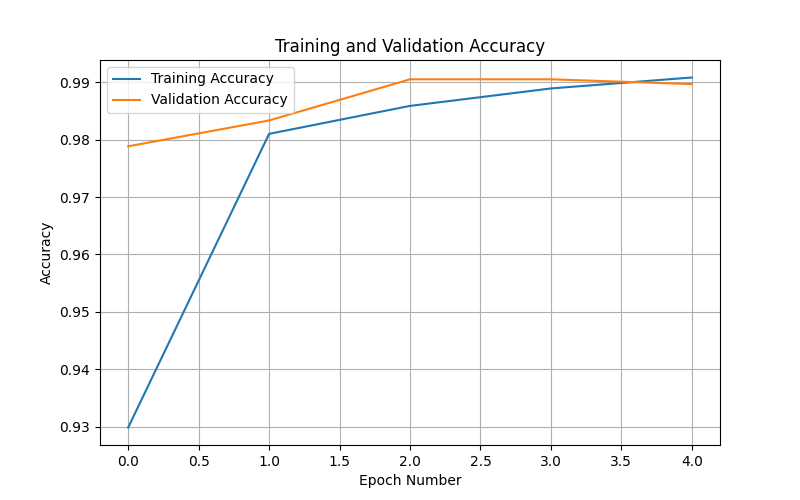 Training and Validation Accuracy
Training Accuracy
Validation Accuracy
0.99
0.98
0.97
0.96
0.95
0.94
0.93
Accuracy
0.0 0.5 1.0 1.5 2.0 2.5 3.0 3.5 4.0
Epoch Number